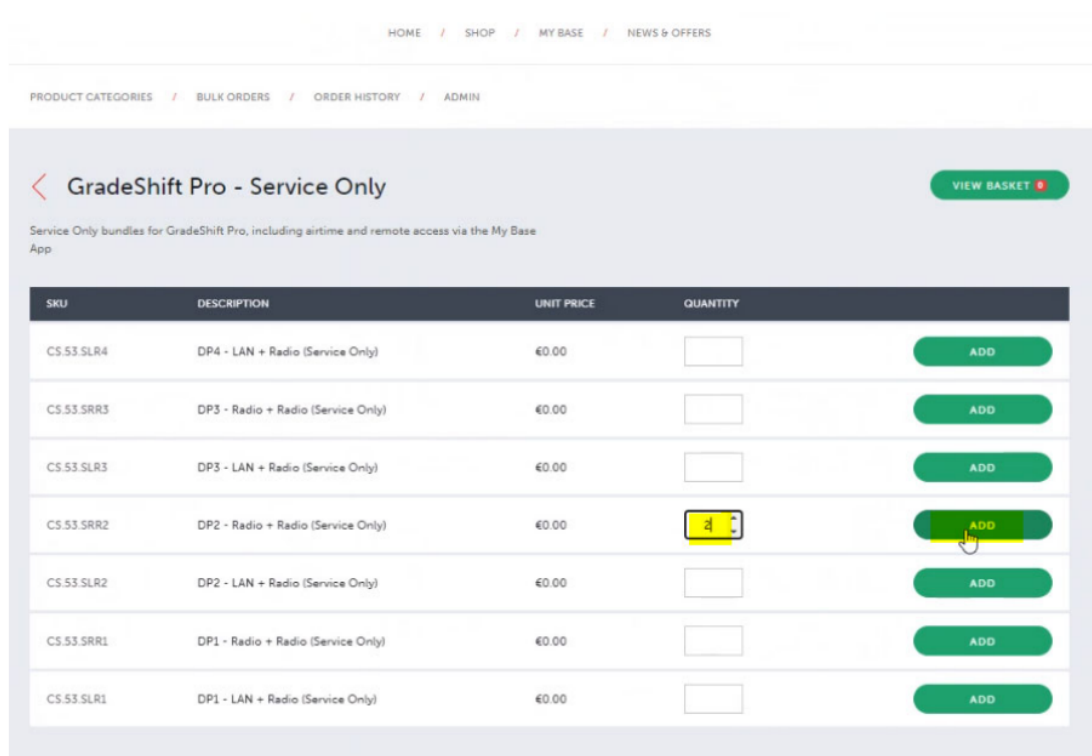 HOME / SHOP / MY BASE / NEWS & OFFERS
PRODUCT CATEGORIES / BULK ORDERS / ORDER HISTORY / ADMIN
GradeShift Pro - Service Only
VIEW BASKET 0
Service Only bundles for GradeShift Pro, including airtime and remote access via the My Base
App
SKU DESCRIPTION UNIT PRICE QUANTITY
CS.53.SLR4 DP4 - LAN + Radio (Service Only) €0.00 ADD
CS.53.SRR3 DP3 - Radio + Radio (Service Only) €0.00 ADD
CS.53.SLR3 DP3 - LAN + Radio (Service Only) €0.00 ADD
CS.53.SRR2 DP2 - Radio + Radio (Service Only) €0.00 2 ADD
CS.53.SLR2 DP2 - LAN + Radio (Service Only) €0.00 ADD
CS.53.SRR1 DP1 - Radio + Radio (Service Only) €0.00 ADD
CS.53.SLR1 DP1 - LAN + Radio (Service Only) €0.00 ADD